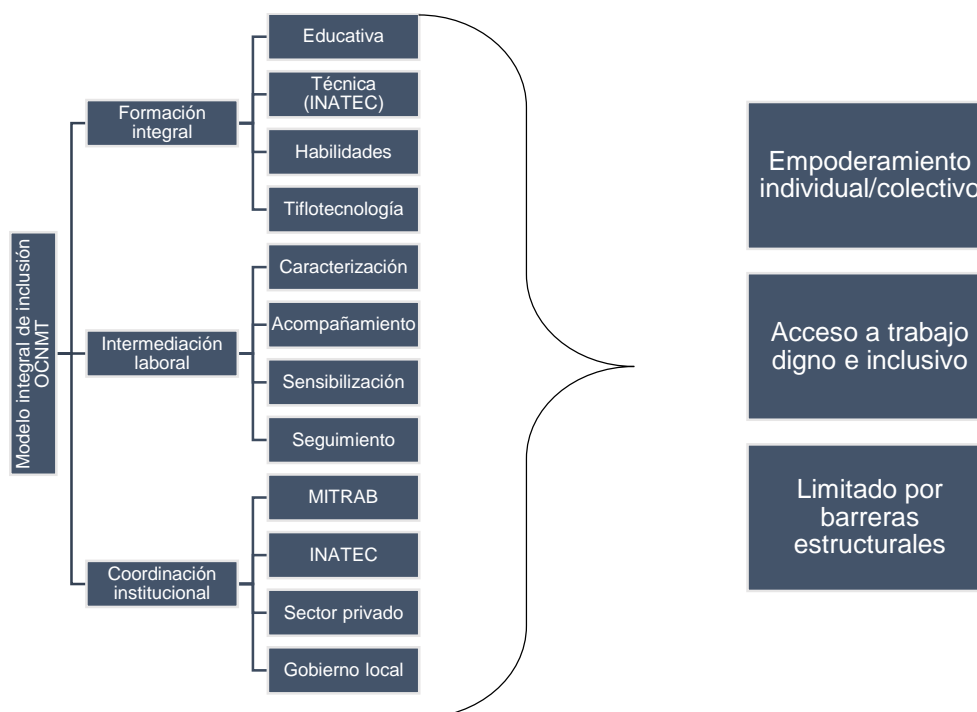 Modelo integral de inclusión
OCNMT
Formación
integral
Educativa
Técnica
(INATEC)
Habilidades
Tiflotecnología
Intermediación
laboral
Caracterización
Acompañamiento
Sensibilización
Seguimiento
Coordinación
institucional
MITRAB
INATEC
Sector privado
Gobierno local
Empoderamiento
individual/colectivo
Acceso a trabajo
digno e inclusivo
Limitado por
barreras
estructurales